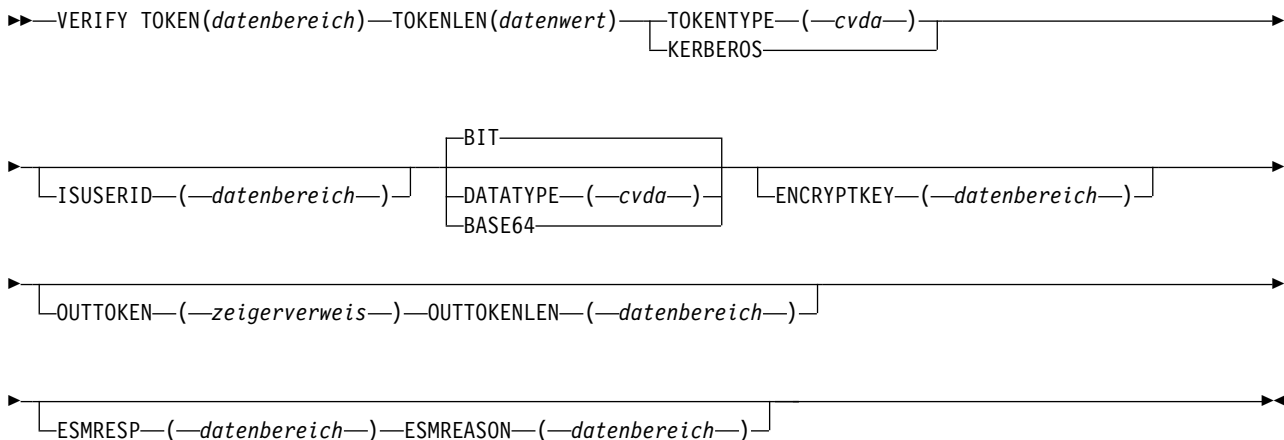 VERIFY TOKEN(datenbereich) TOKENLEN(datenwert) TOKENTYPE ( cvda )
KERBEROS
ISUSERID ( datenbereich )
BIT
DATATYPE ( cvda )
BASE64
ENCRYPTKEY ( datenbereich )
OUTTOKEN ( zeigerverweis ) OUTTOKENLEN ( datenbereich )
ESMRESP ( datenbereich ) ESMREASON ( datenbereich )